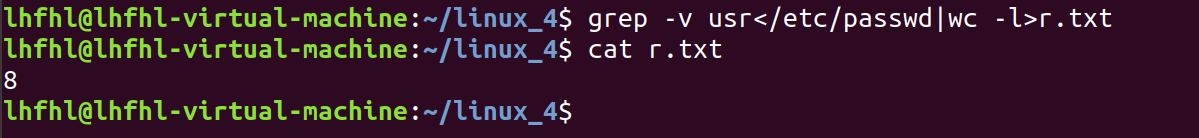 lhfhl@lhfhl-virtual-machine:~/linux_4$ grep -v usr</etc/passwd|wc -l>r.txt
lhfhl@lhfhl-virtual-machine:~/linux_4$ cat r.txt
8
lhfhl@lhfhl-virtual-machine:~/linux_4$